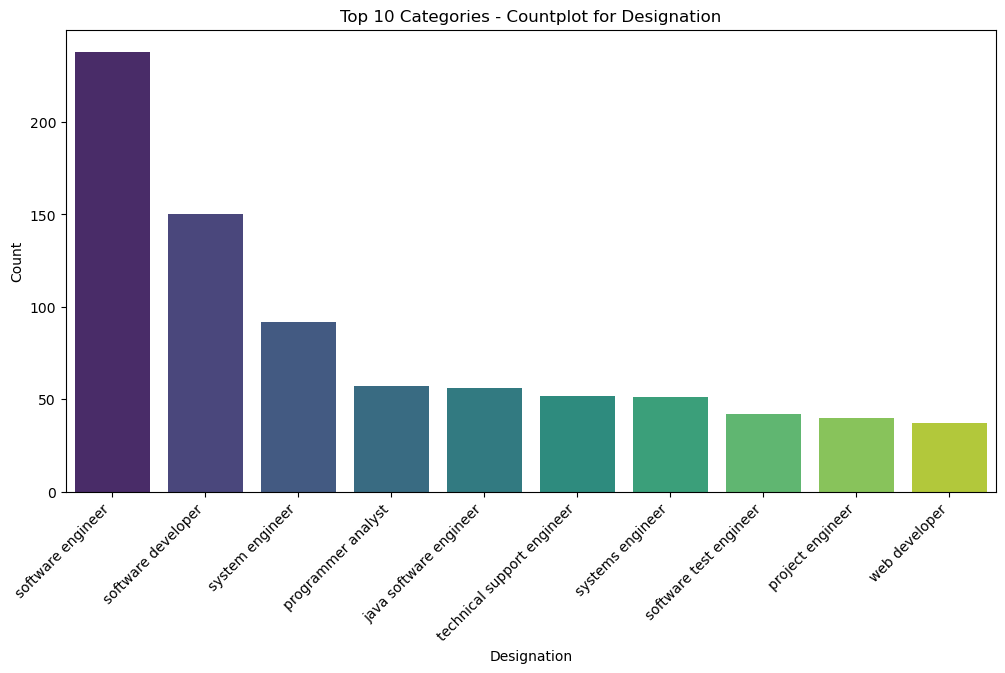 Top 10 Categories - Countplot for Designation
Count
200
150
100
50
0
software engineer
software developer
system engineer
programmer analyst
java software engineer
technical support engineer
systems engineer
software test engineer
project engineer
web developer
Designation